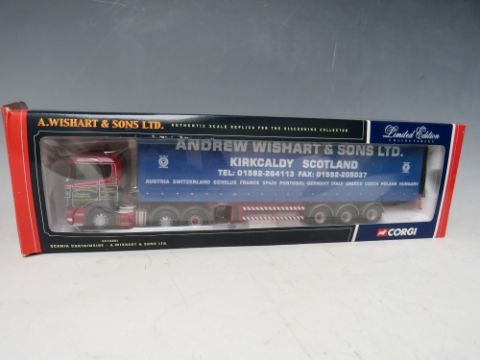 A. WISHART & SONS LTD.
AUTHENTIC SCALE REPLICA FOR THE DISCERNING COLLECTOR
Limited Edition
COLLECTABLES
ANDREW WISHART & SONS LTD.
KIRKCALDY SCOTLAND
TEL: 01592-264113 FAX: 01592-205037
AUSTRIA SWITZERLAND BENELUX FRANCE SPAIN PORTUGAL GERMANY ITALY GREECE CZECH POLAND HUNGARY
SCANIA CURTAINSIDE - A. WISHART & SONS LTD.
CORGI